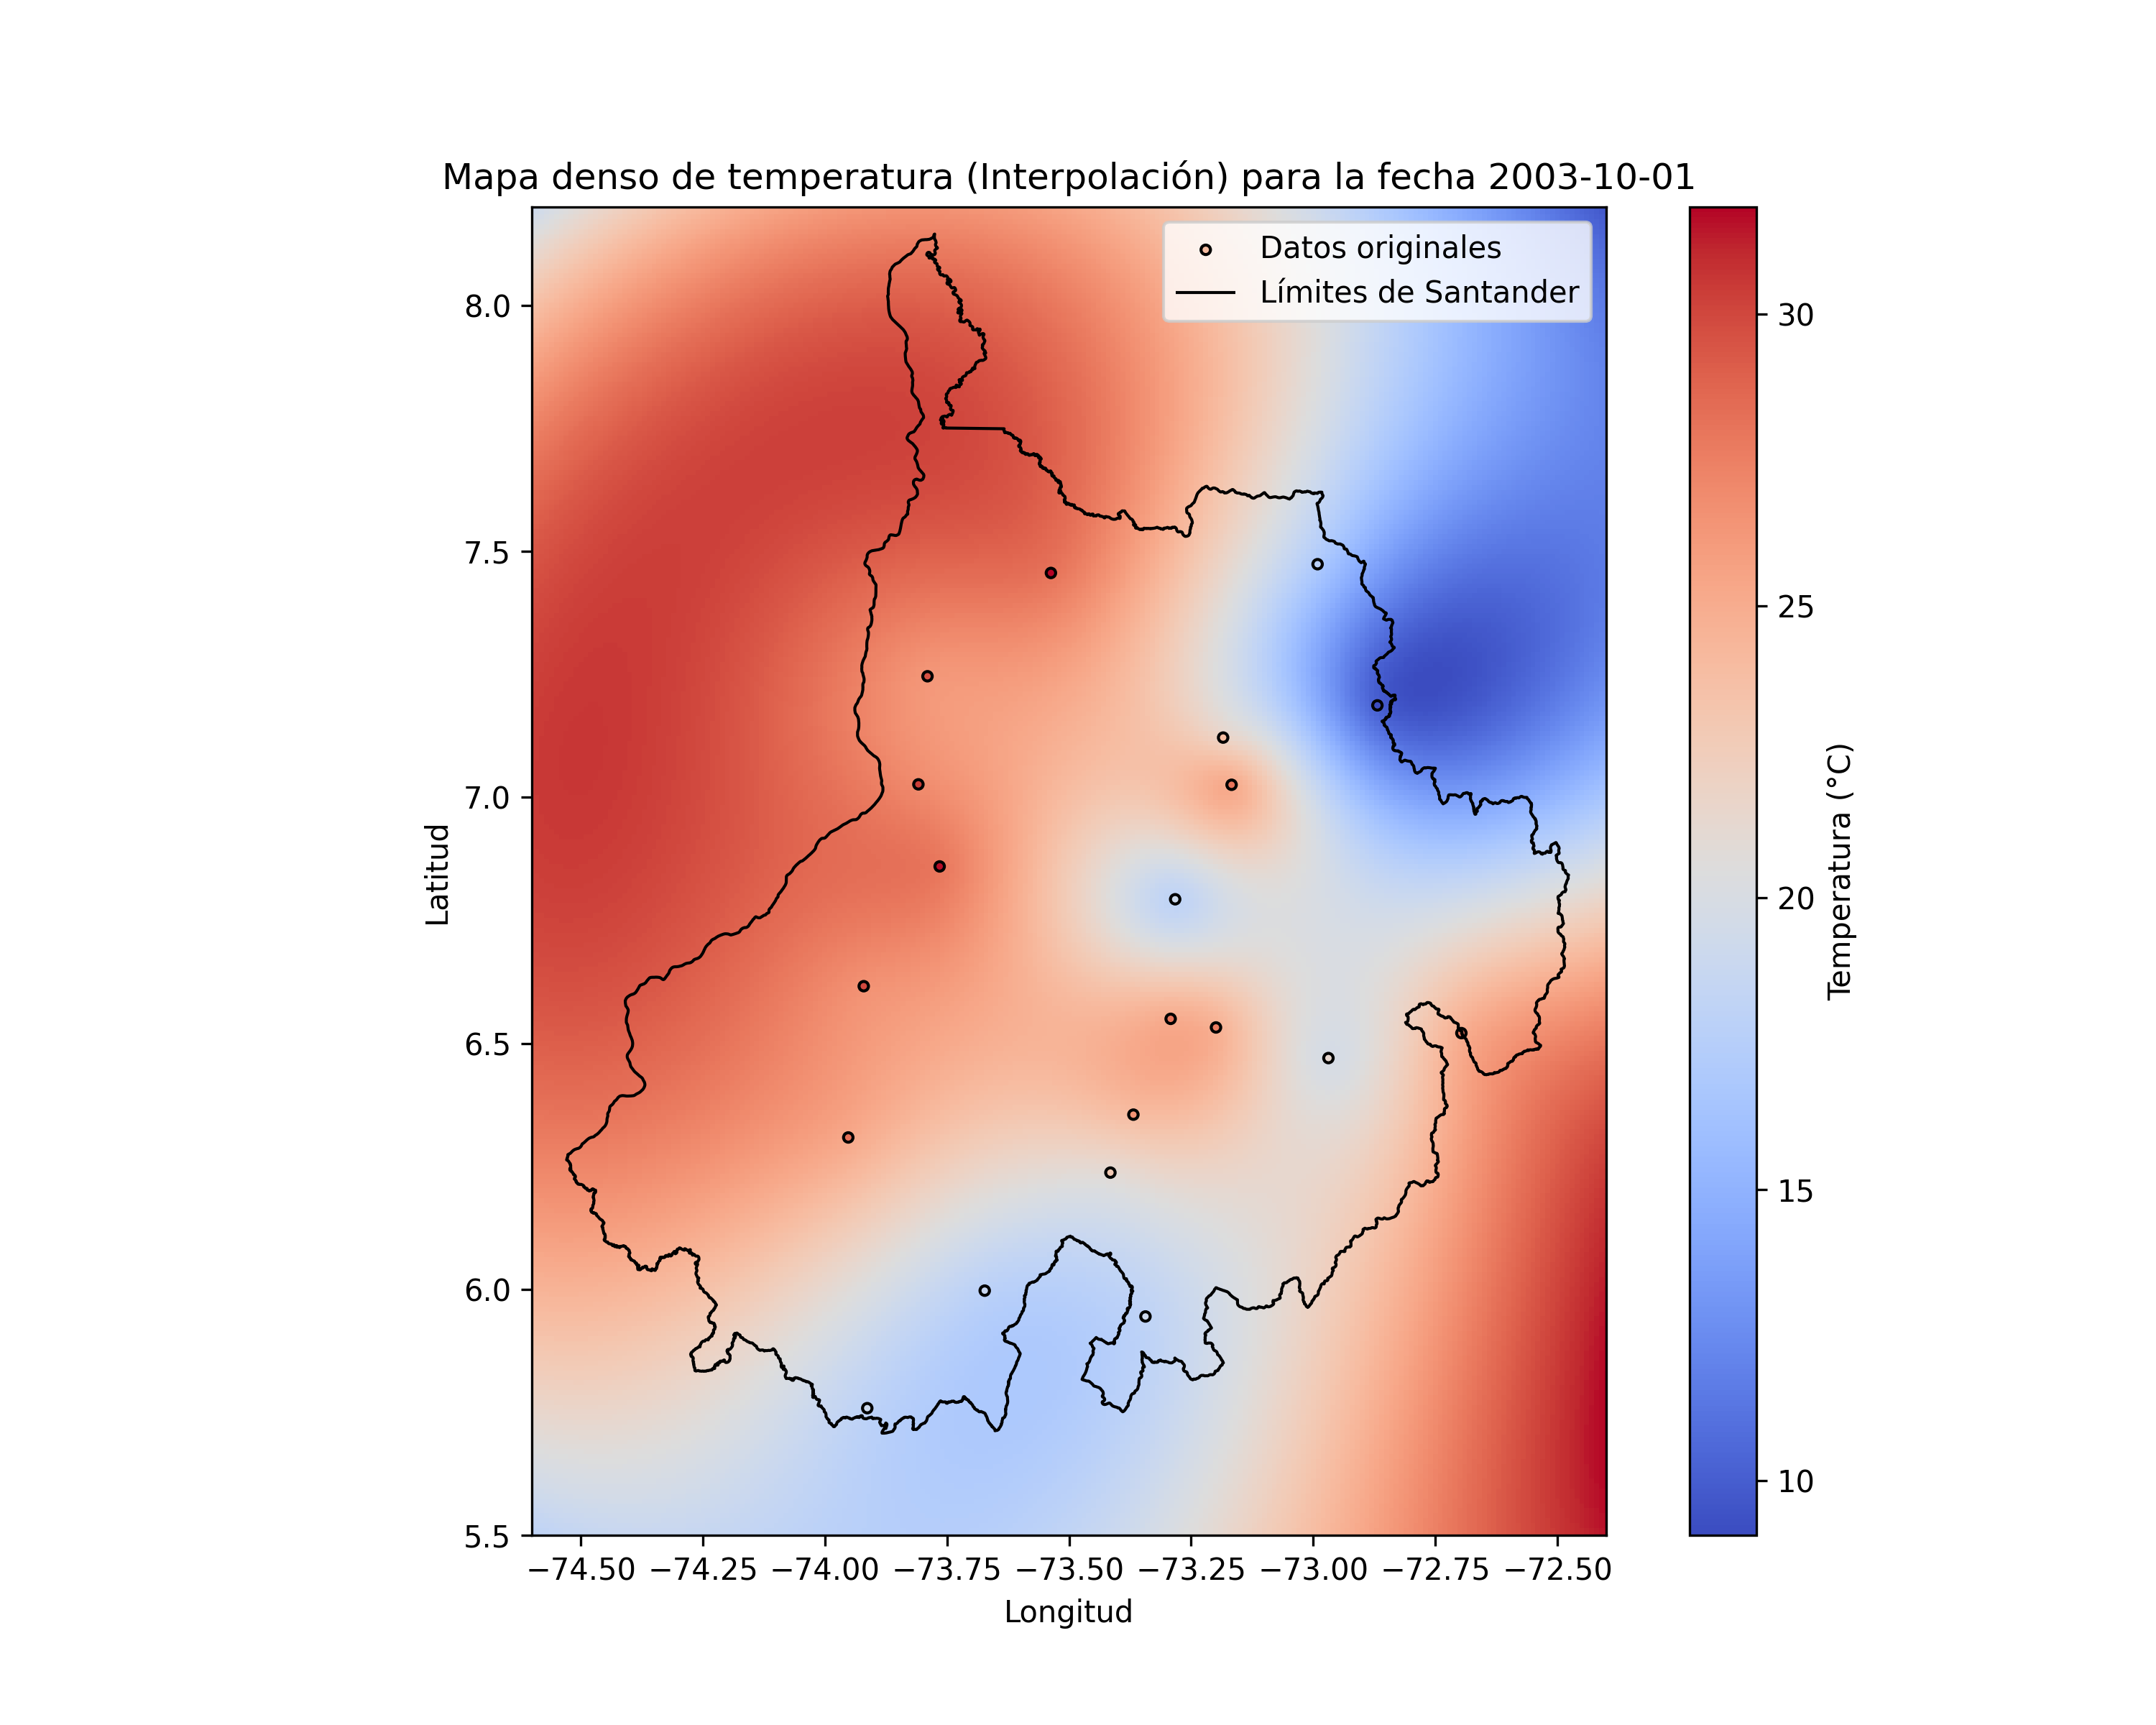 Mapa denso de temperatura (Interpolación) para la fecha 2003-10-01
Datos originales
Límites de Santander
8.0
7.5
7.0
6.5
6.0
5.5
Latitud
−74.50 −74.25 −74.00 −73.75 −73.50 −73.25 −73.00 −72.75 −72.50
Longitud
30
25
20
15
10
Temperatura (°C)